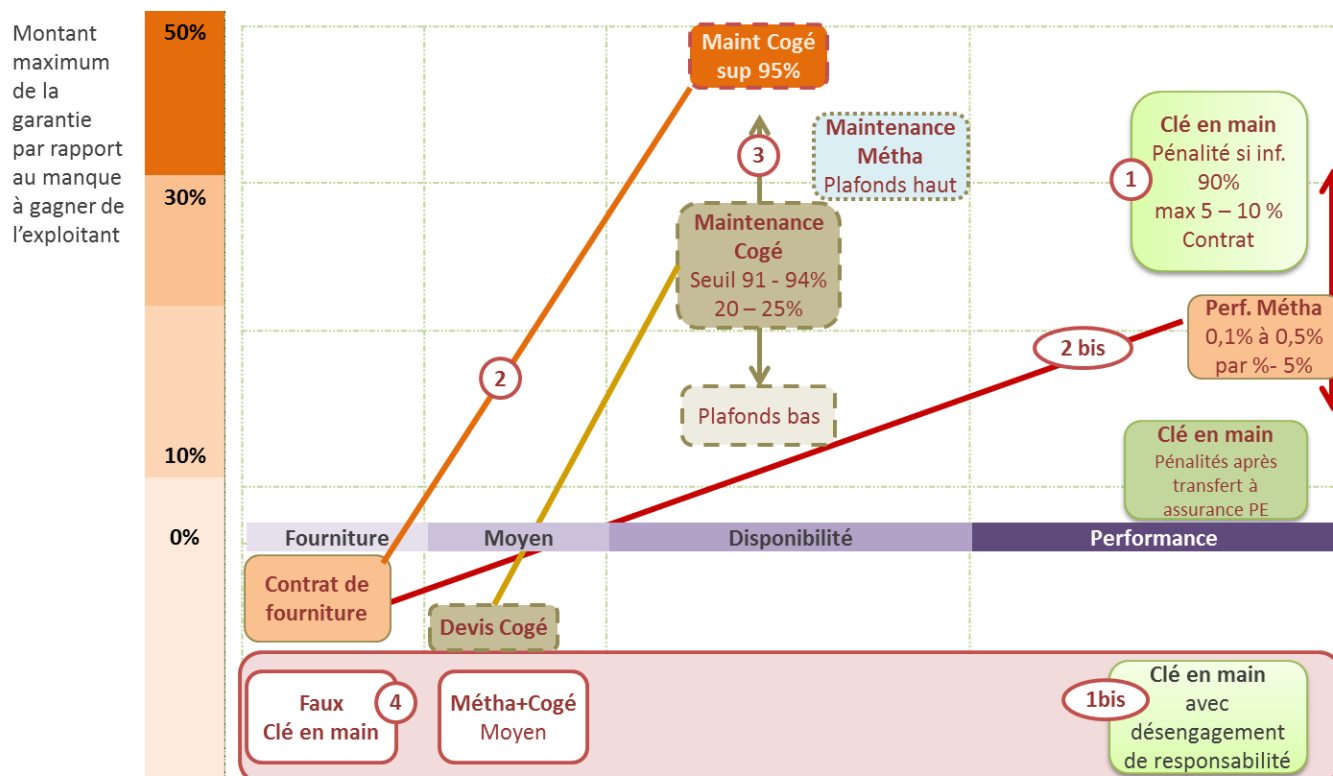 Montant
maximum
de la
garantie
par rapport
au manque
à gagner de
l'exploitant
50%
30%
10%
0%
Maint Cogé
sup 95%
Maintenance
Métha
Plafonds haut
3
Maintenance
Cogé
Seuil 91 - 94%
20 – 25%
Plafonds bas
2
2 bis
1
Clé en main
Pénalité si inf.
90%
max 5 – 10 %
Contrat
Perf. Métha
0,1% à 0,5%
par %- 5%
Clé en main
Pénalités après
transfert à
assurance PE
Fourniture
Moyen
Disponibilité
Performance
Contrat de
fourniture
Devis Cogé
Faux
Clé en main
4
Métha+Cogé
Moyen
1bis
Clé en main
avec
désengagement
de responsabilité